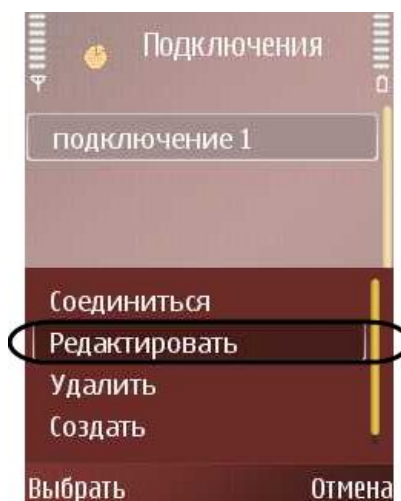 Подключения
подключение 1
Соединиться
Редактировать
Удалить
Создать
Выбрать Отмена